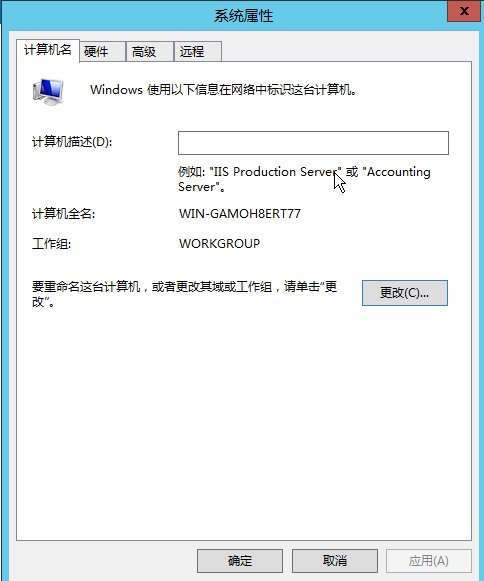 系统属性
x
计算机名 硬件 高级 远程
Windows 使用以下信息在网络中标识这台计算机。
计算机描述(D):
例如: "IIS Production Server" 或 "Accounting
Server"。
计算机全名: WIN-GAMOH8ERT77
工作组: WORKGROUP
要重命名这台计算机，或者更改其域或工作组，请单击"更
改"。
更改(C)...
确定 取消 应用(A)